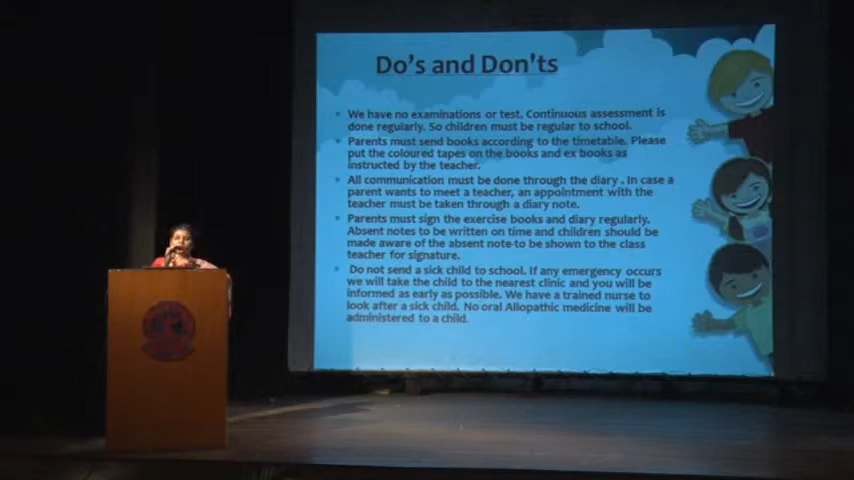 Do's and Don'ts
We have no examinations or test. Continuous assessment is
done regularly. So children must be regular to school.
Parents must send books according to the timetable. Please
put the coloured tapes on the books and ex books as
instructed by the teacher.
All communication must be done through the diary . In case a
parent wants to meet a teacher, an appointment with the
teacher must be taken through a diary note.
Parents must sign the exercise books and diary regularly.
Absent notes to be written on time and children should be
made aware of the absent note-to be shown to the class
teacher for signature.
Do not send a sick child to school. If any emergency occurs
we will take the child to the nearest clinic and you will be
informed as early as possible. We have a trained nurse to
look after a sick child. No oral Allopathic medicine will be
administered to a child.